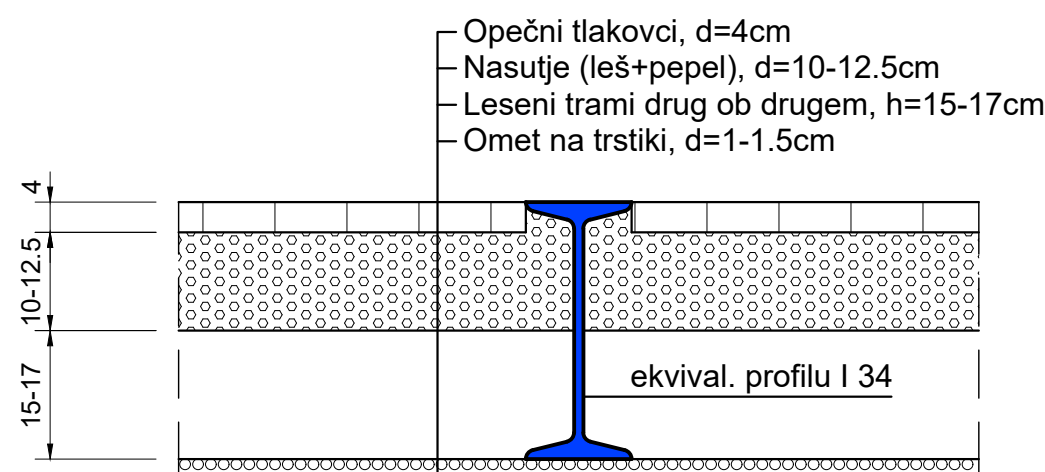 Opečni tlakovci, d=4cm
Nasutje (leš+pepel), d=10-12.5cm
Leseni trami drug ob drugem, h=15-17cm
Omet na trstiki, d=1-1.5cm
4
10-12.5
15-17
ekvival. profilu I 34